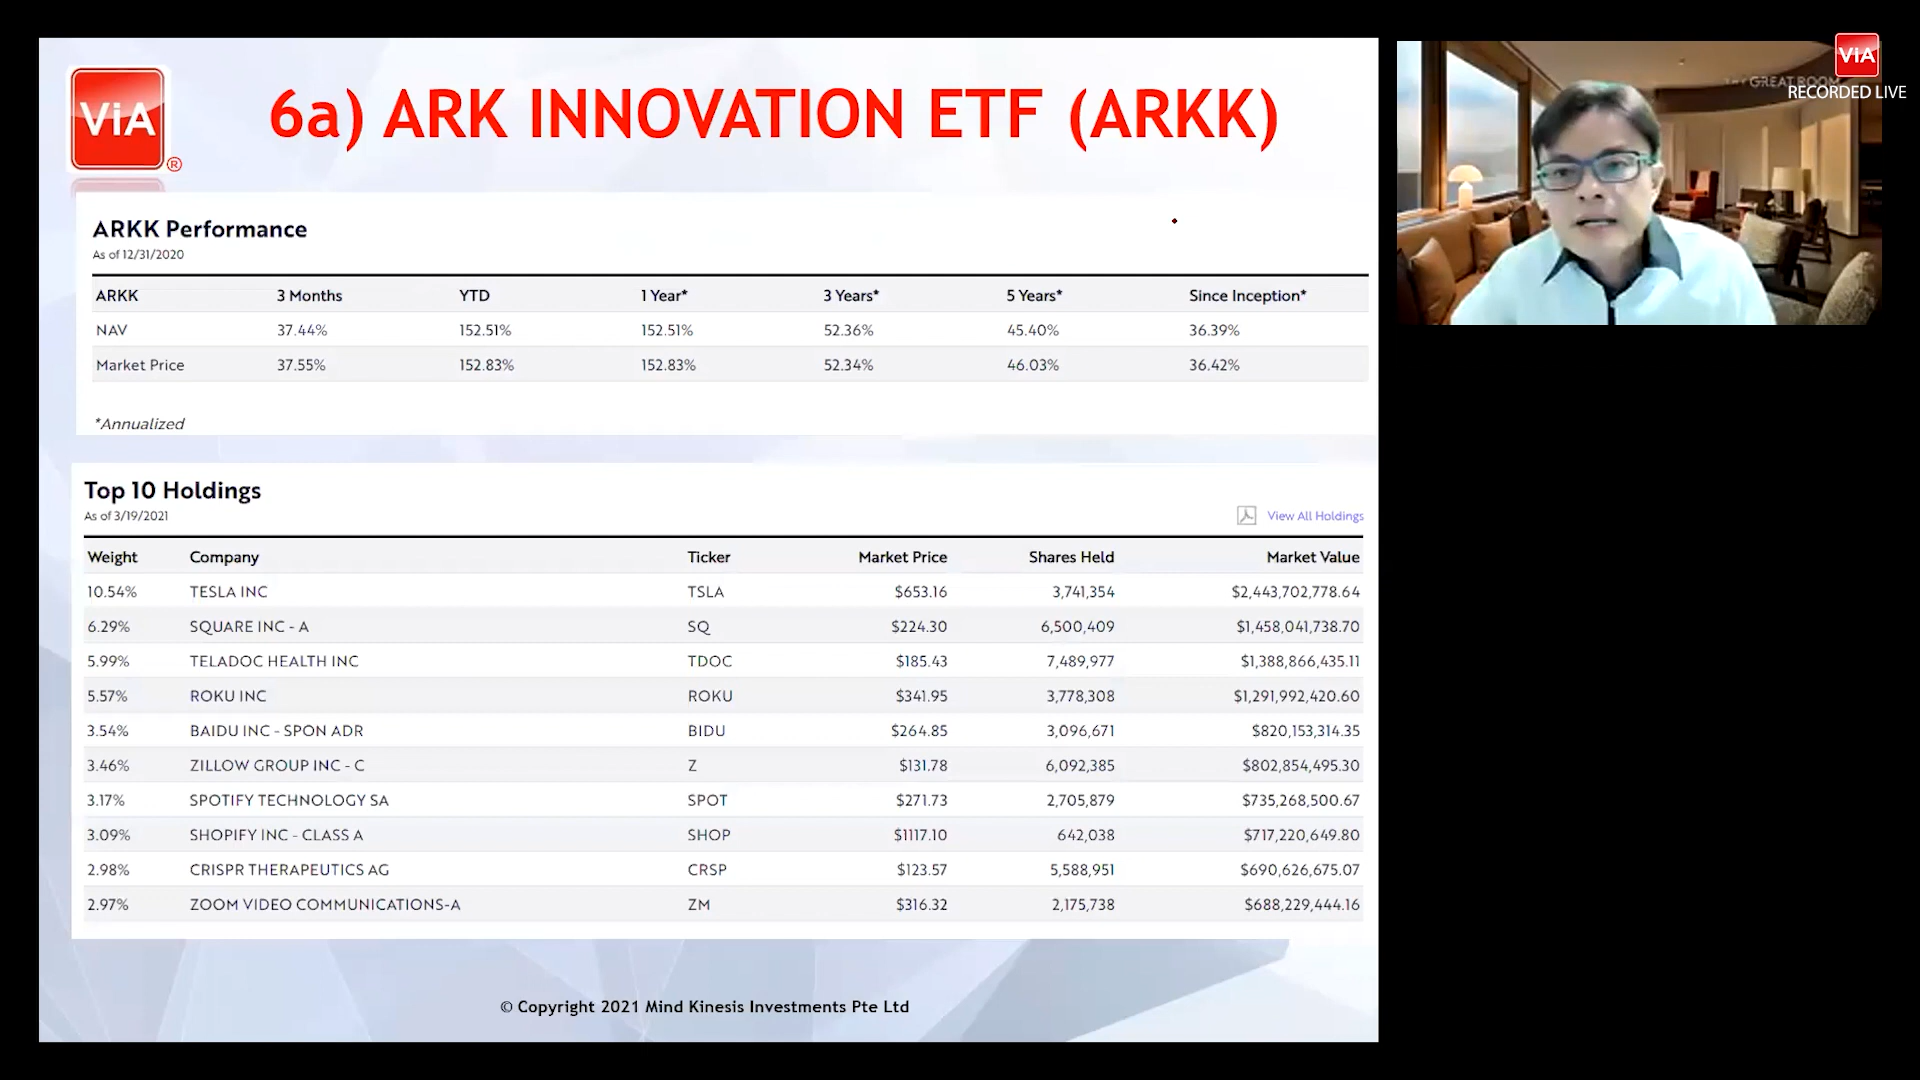 ViA
®
6a) ARK INNOVATION ETF (ARKK)
ARKK Performance
As of 12/31/2020
ARKK 3 Months YTD 1 Year* 3 Years* 5 Years* Since Inception*
NAV 37.44% 152.51% 152.51% 52.36% 45.40% 36.39%
Market Price 37.55% 152.83% 152.83% 52.34% 46.03% 36.42%
*Annualized
Top 10 Holdings
As of 3/19/2021
View All Holdings
Weight Company Ticker Market Price Shares Held Market Value
10.54% TESLA INC TSLA $653.16 3,741,354 $2,443,702,778.64
6.29% SQUARE INC - A SQ $224.30 6,500,409 $1,458,041,738.70
5.99% TELADOC HEALTH INC TDOC $185.43 7,489,977 $1,388,866,435.11
5.57% ROKU INC ROKU $341.95 3,778,308 $1,291,992,420.60
3.54% BAIDU INC - SPON ADR BIDU $264.85 3,096,671 $820,153,314.35
3.46% ZILLOW GROUP INC - C Z $131.78 6,092,385 $802,854,495.30
3.17% SPOTIFY TECHNOLOGY SA SPOT $271.73 2,705,879 $735,268,500.67
3.09% SHOPIFY INC - CLASS A SHOP $1117.10 642,038 $717,220,649.80
2.98% CRISPR THERAPEUTICS AG CRSP $123.57 5,588,951 $690,626,675.07
2.97% ZOOM VIDEO COMMUNICATIONS-A ZM $316.32 2,175,738 $688,229,444.16
© Copyright 2021 Mind Kinesis Investments Pte Ltd
ViA
GREAT ROOM
RECORDED LIVE